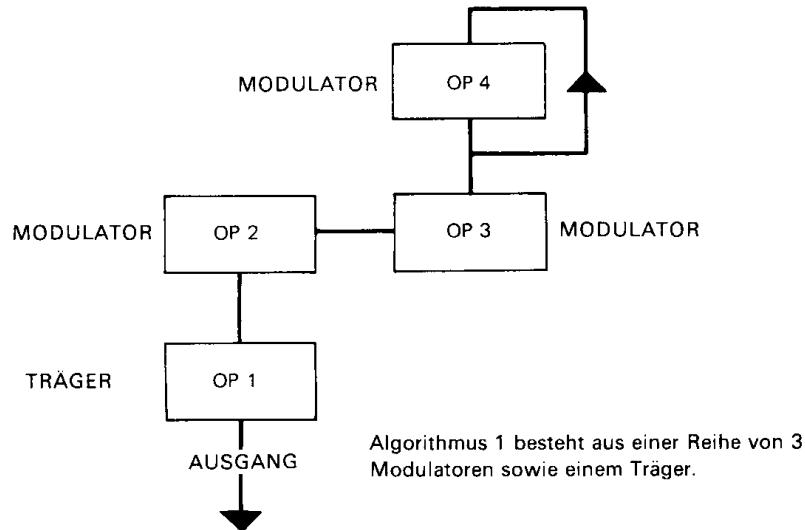 MODULATOR OP 4
MODULATOR OP 2 OP 3 MODULATOR
TRÄGER OP 1
AUSGANG
Algorithmus 1 besteht aus einer Reihe von 3
Modulatoren sowie einem Träger.